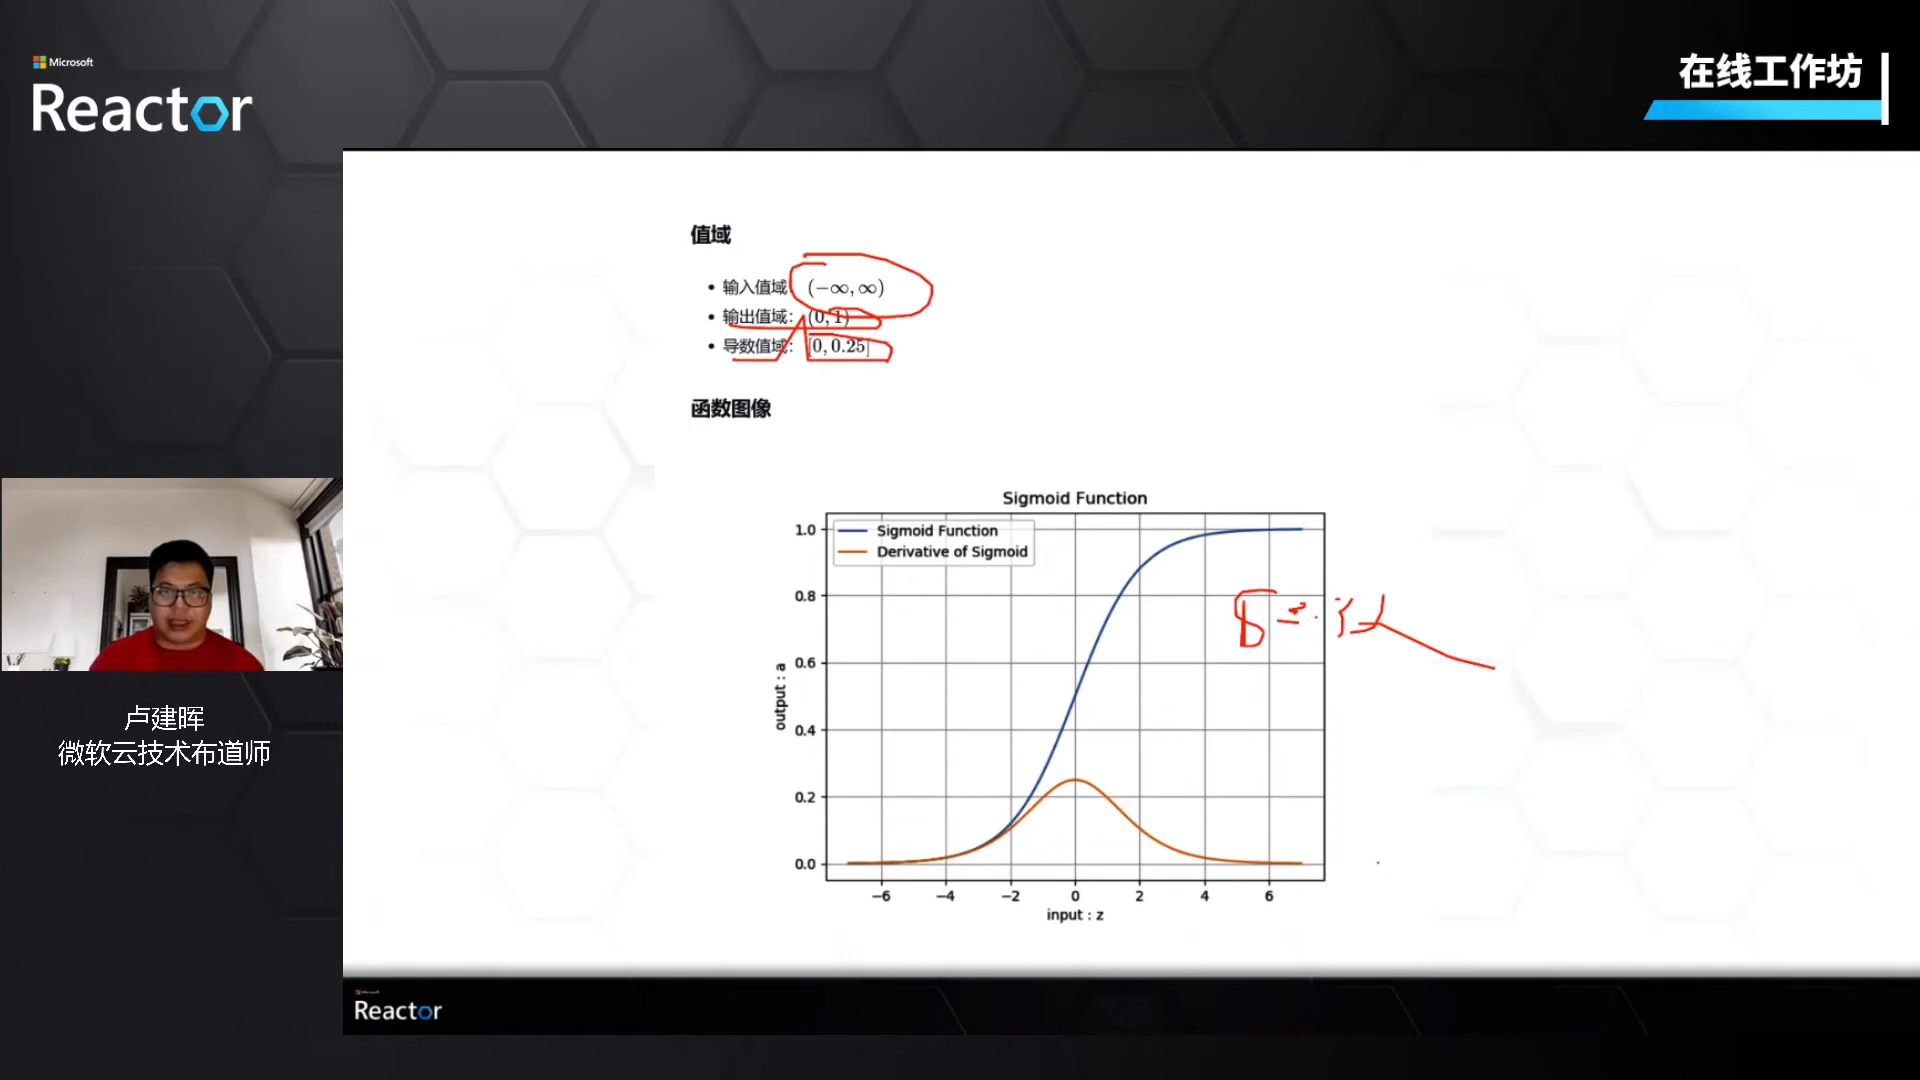 Microsoft
Reactor
在线工作坊
值域
• 输入值域 (−∞, ∞)
• 输出值域: (0, 1)
• 导数值域: [0, 0.25]
函数图像
Sigmoid Function
Sigmoid Function
Derivative of Sigmoid
1.0
0.8
0.6
0.4
0.2
0.0
output : a
−6 −4 −2 0 2 4 6
input : z
卢建晖
微软云技术布道师
Reactor